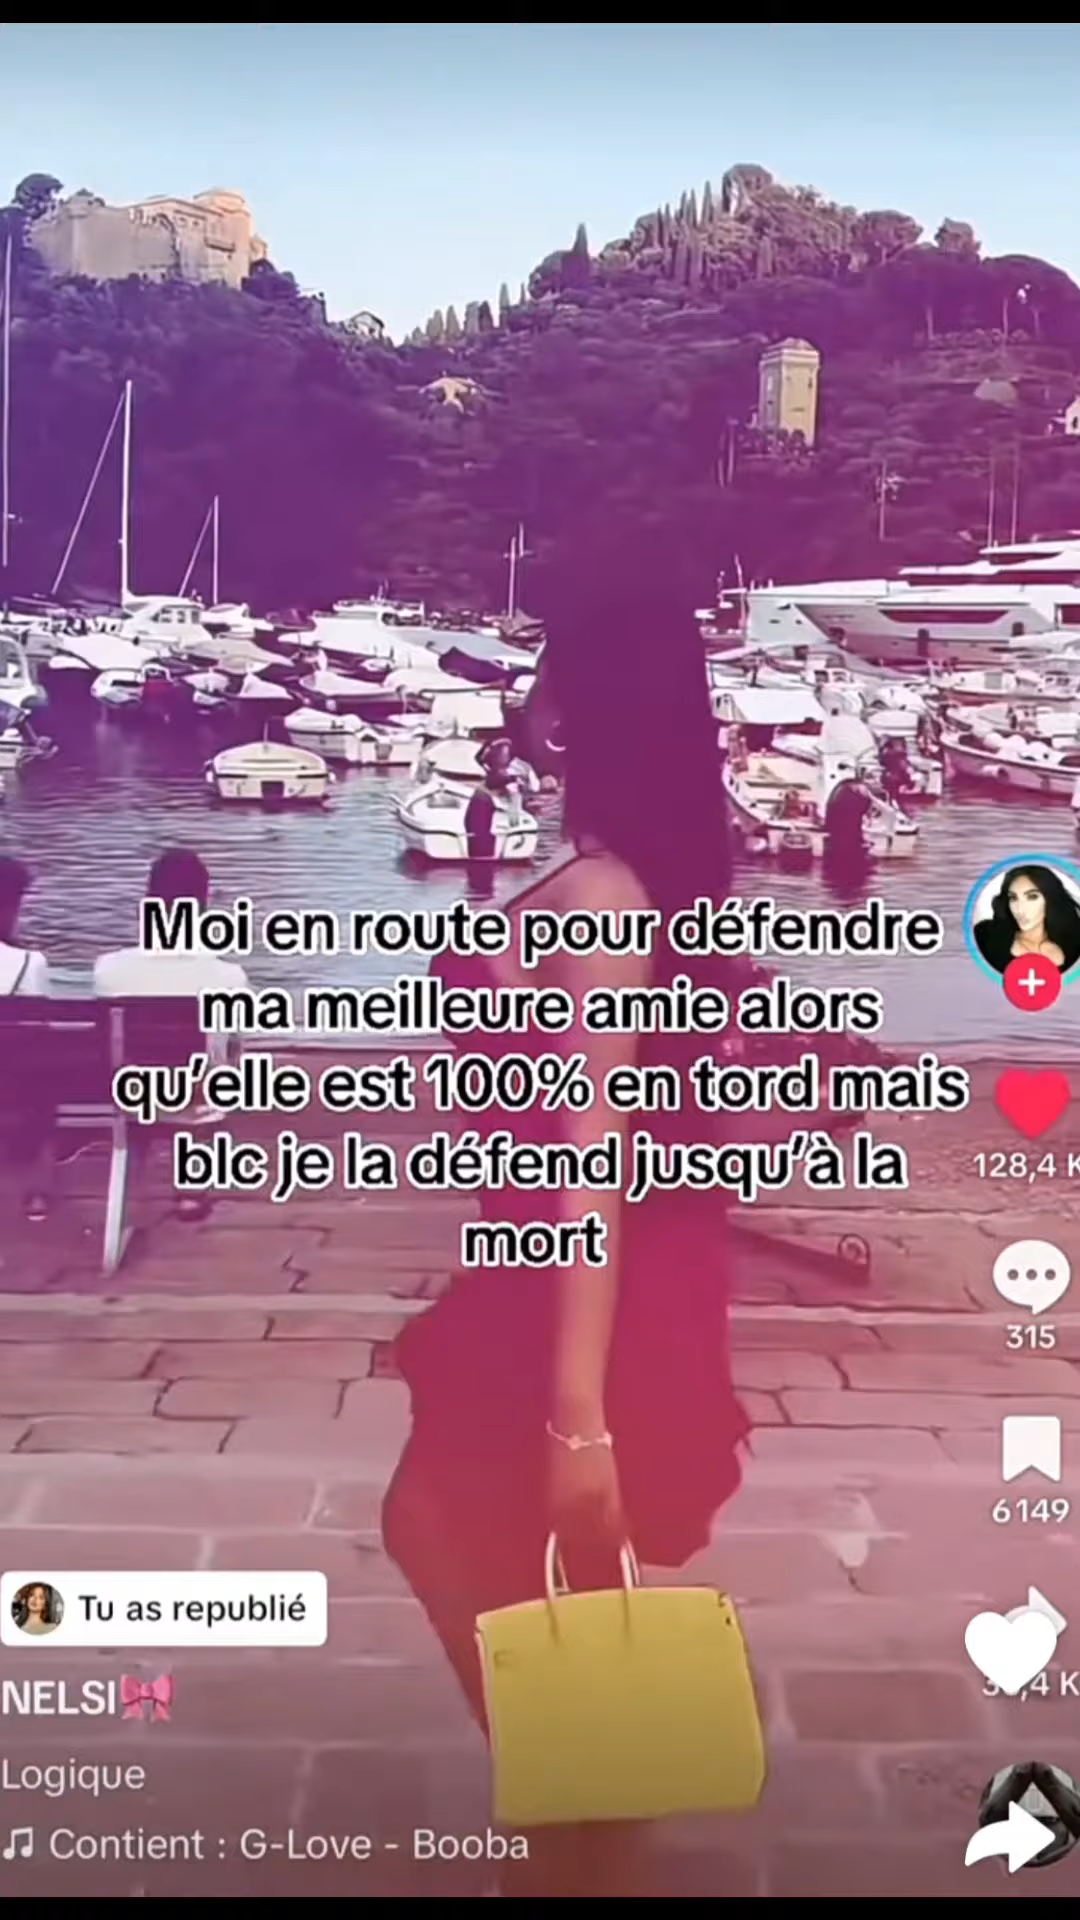 Moi en route pour défendre
ma meilleure amie alors
qu'elle est 100% en tord mais
blc je la défend jusqu'à la
mort
128,4 K
315
6149
,4 K
Tu as republié
NELSI
Logique
Contient : G-Love - Booba